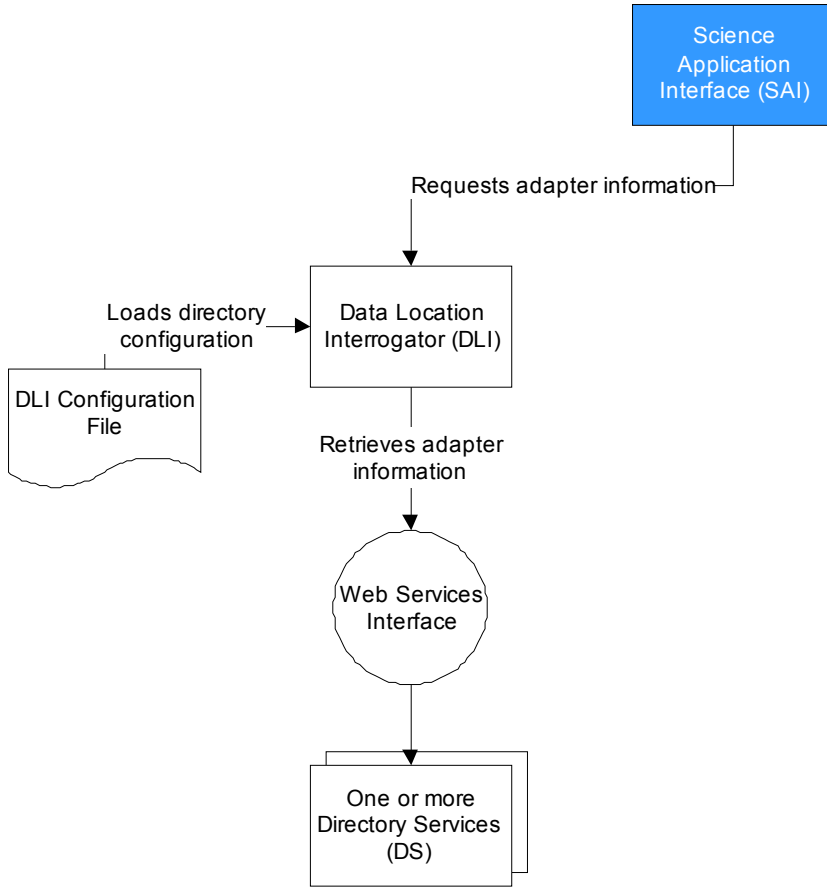 Science
Application
Interface (SAI)
Requests adapter information
Loads directory
configuration
Data Location
Interrogator (DLI)
DLI Configuration
File
Retrieves adapter
information
Web Services
Interface
One or more
Directory Services
(DS)